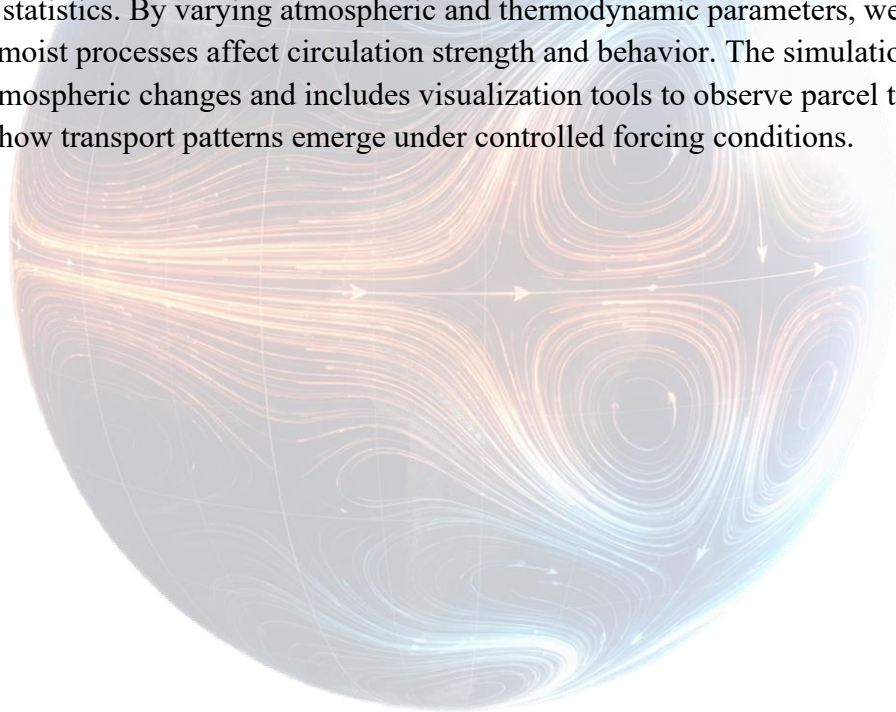 statistics. By varying atmospheric and thermodynamic parameters, we
moist processes affect circulation strength and behavior. The simulatio
mospheric changes and includes visualization tools to observe parcel t
how transport patterns emerge under controlled forcing conditions.